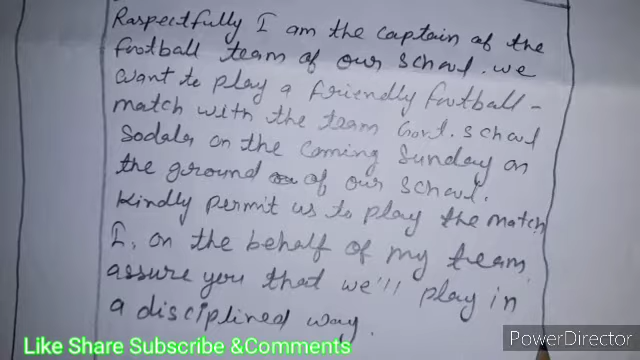 Raspectfully I am the captain of the
football team of our school. we
want to play a friendly football -
match with the team Govt. school
Sodala on the coming Sunday on
the ground of our school.
Kindly permit us to play the match
I, on the behalf of my team
assure you that we'll play in
a disciplined way.
Like Share Subscribe &Comments
PowerDirector